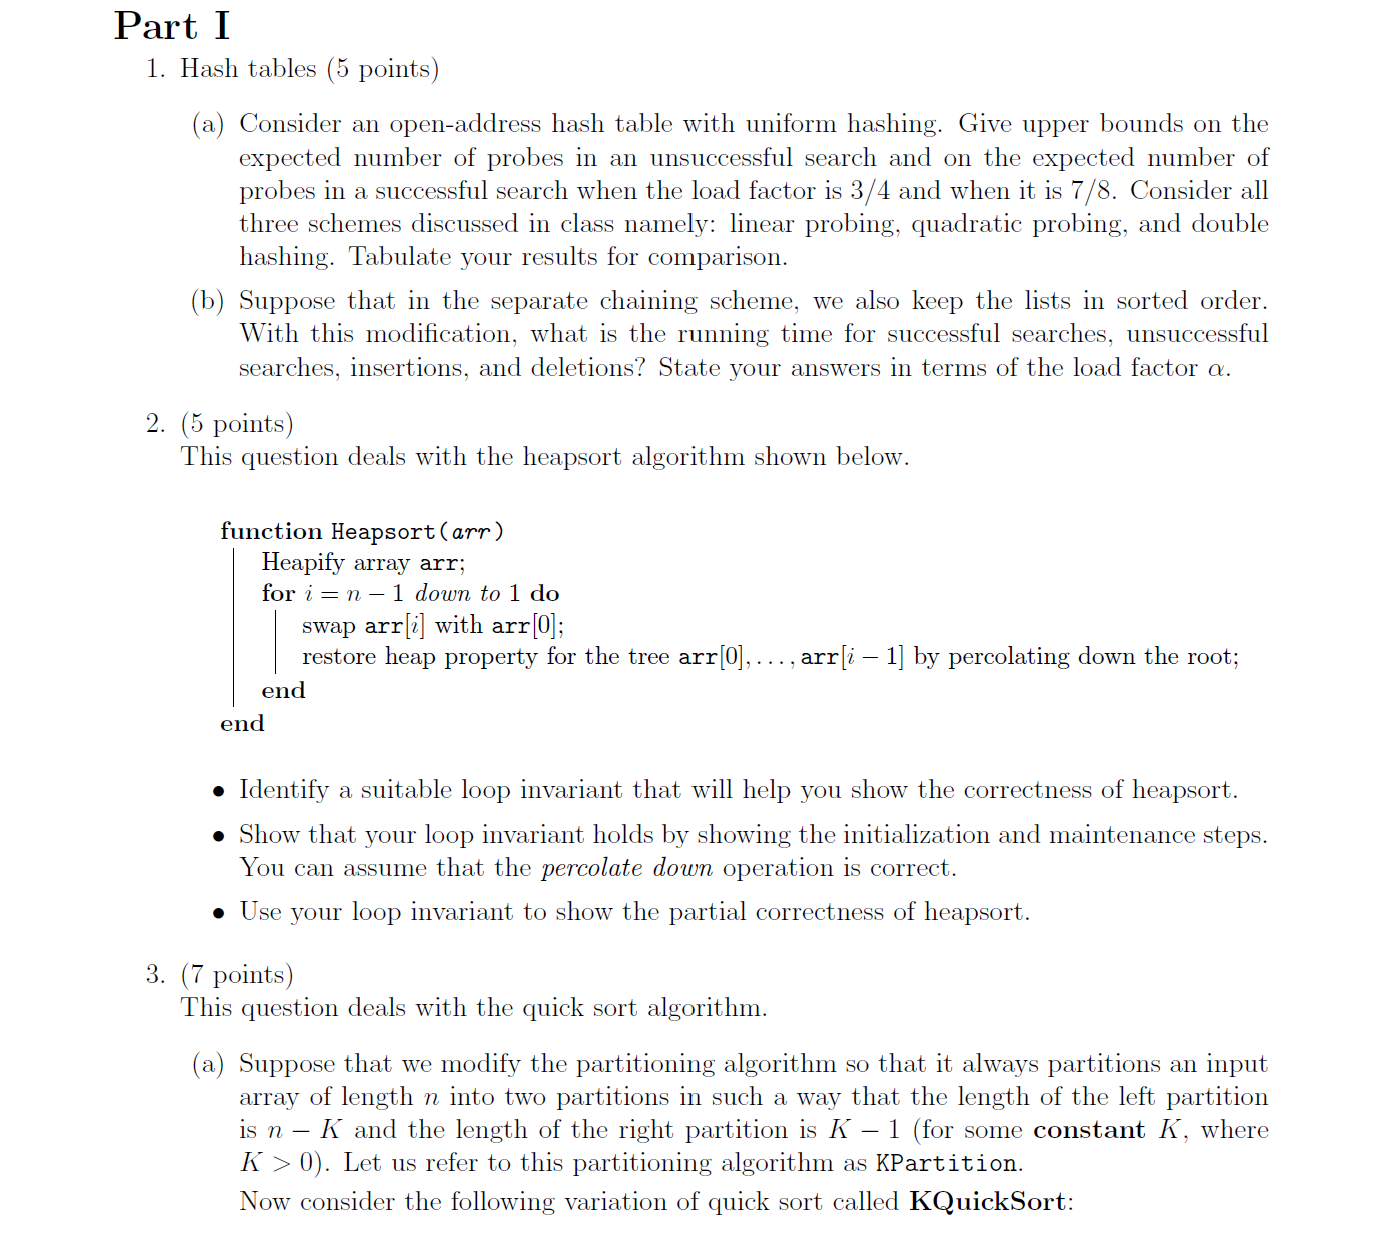 Part I
1. Hash tables (5 points)
(a) Consider an open-address hash table with uniform hashing. Give upper bounds on the
expected number of probes in an unsuccessful search and on the expected number of
probes in a successful search when the load factor is 3/4 and when it is 7/8. Consider all
three schemes discussed in class namely: linear probing, quadratic probing, and double
hashing. Tabulate your results for comparison.
(b) Suppose that in the separate chaining scheme, we also keep the lists in sorted order.
With this modification, what is the running time for successful searches, unsuccessful
searches, insertions, and deletions? State your answers in terms of the load factor α.
2. (5 points)
This question deals with the heapsort algorithm shown below.
function Heapsort(arr)
Heapify array arr;
for i = n − 1 down to 1 do
swap arr[i] with arr[0];
restore heap property for the tree arr[0], . . . , arr[i − 1] by percolating down the root;
end
end
• Identify a suitable loop invariant that will help you show the correctness of heapsort.
• Show that your loop invariant holds by showing the initialization and maintenance steps.
You can assume that the percolate down operation is correct.
• Use your loop invariant to show the partial correctness of heapsort.
3. (7 points)
This question deals with the quick sort algorithm.
(a) Suppose that we modify the partitioning algorithm so that it always partitions an input
array of length n into two partitions in such a way that the length of the left partition
is n − K and the length of the right partition is K − 1 (for some constant K, where
K > 0). Let us refer to this partitioning algorithm as KPartition.
Now consider the following variation of quick sort called KQuickSort: